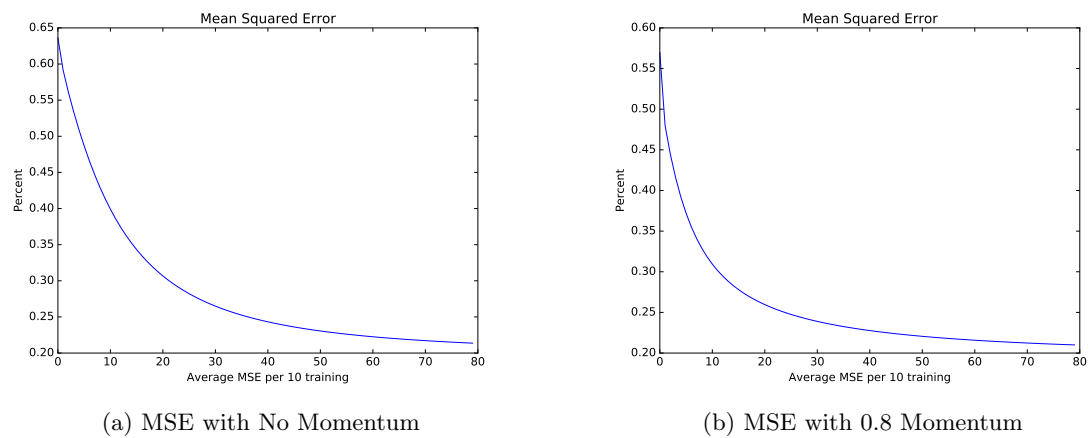 Mean Squared Error
0.65
0.60
0.55
0.50
0.45
0.40
0.35
0.30
0.25
0.20
Percent
0 10 20 30 40 50 60 70 80
Average MSE per 10 training
(a) MSE with No Momentum
Mean Squared Error
0.60
0.55
0.50
0.45
0.40
0.35
0.30
0.25
0.20
Percent
0 10 20 30 40 50 60 70 80
Average MSE per 10 training
(b) MSE with 0.8 Momentum